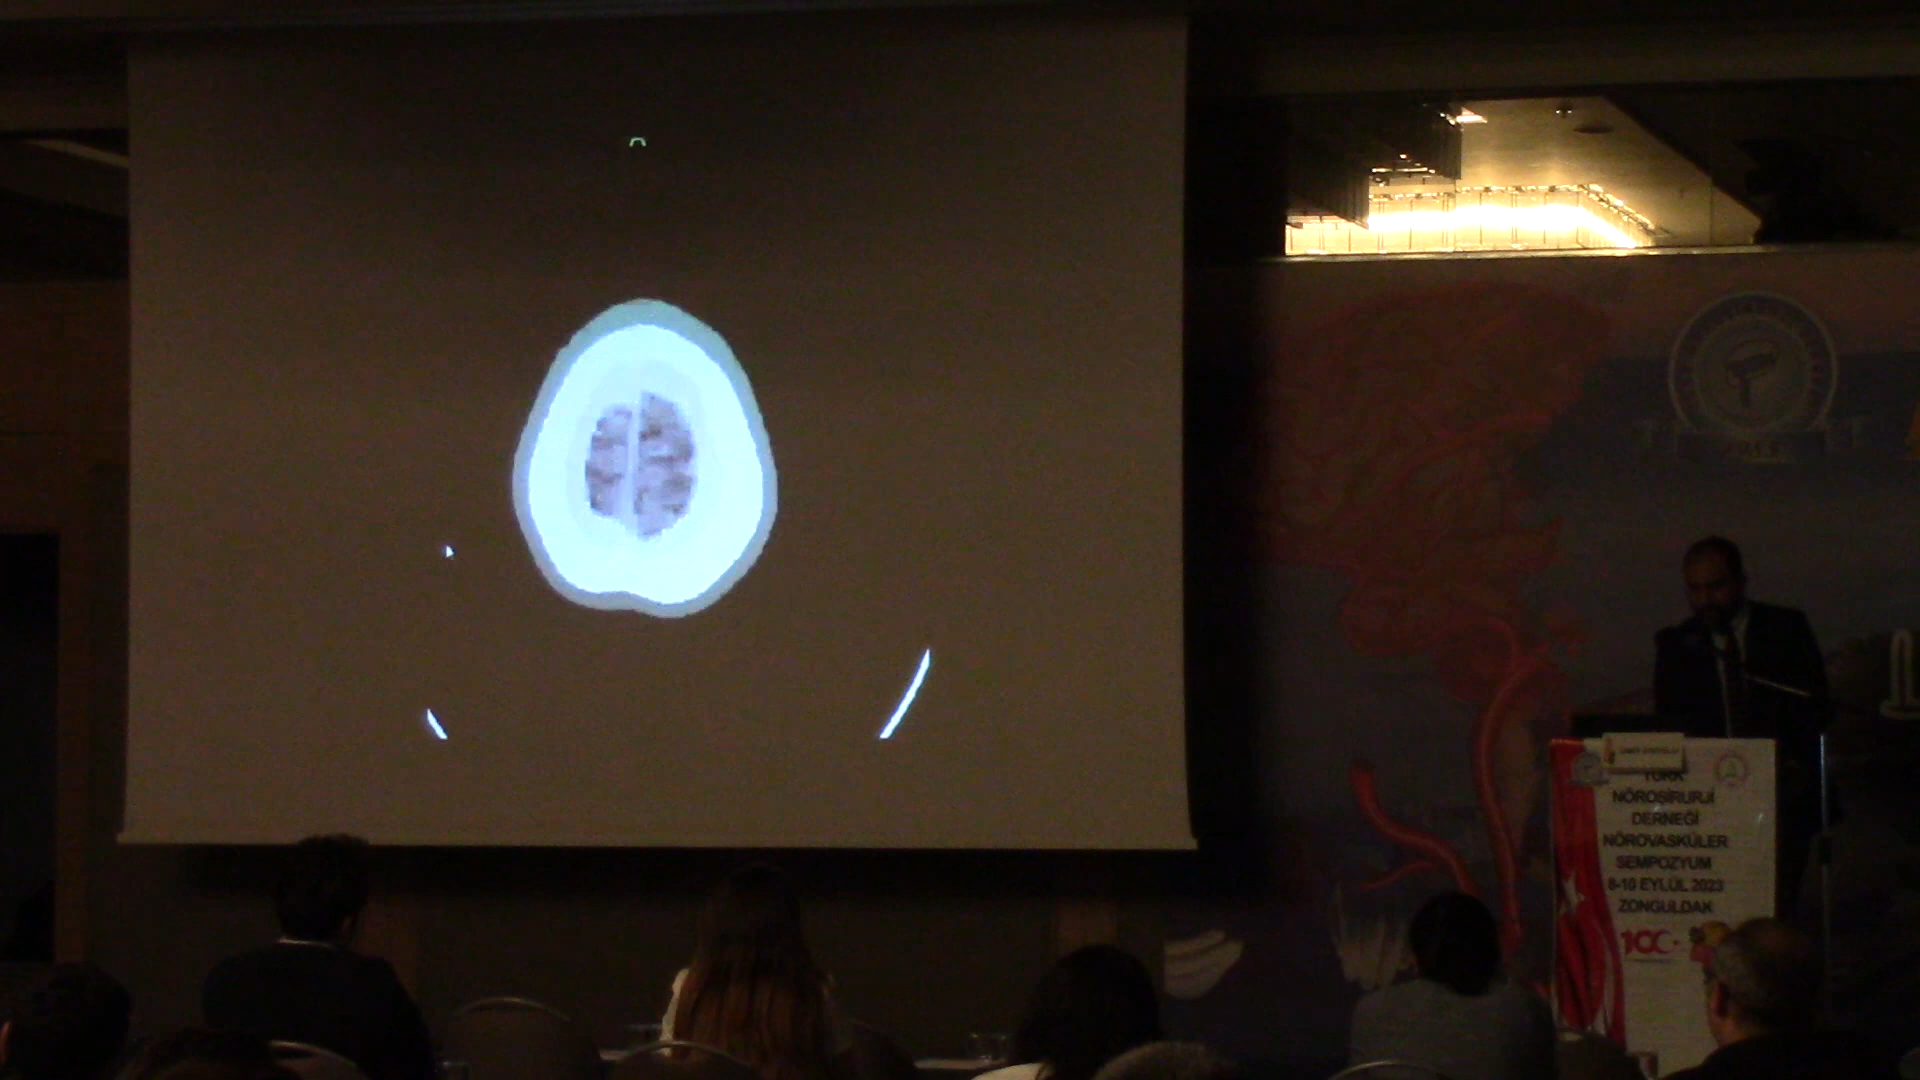 TÜRK
NÖROŞİRURJİ
DERNEĞİ
NÖROVASKÜLER
SEMPOZYUM
8-10 EYLÜL 2023
ZONGULDAK
100